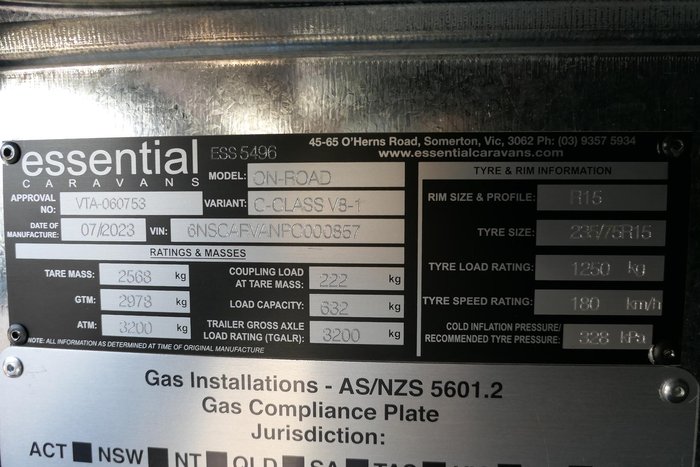 essential
CARAVANS
ESS 5496
45-65 O'Herns Road, Somerton, Vic, 3062 Ph: (03) 9357 5934
www.essentialcaravans.com
MODEL: ON-ROAD
APPROVAL NO: VTA-060753
VARIANT: C-CLASS V3-1
DATE OF MANUFACTURE: 07/2023
VIN: 6NSCARVANPC000857
RATINGS & MASSES
TARE MASS: 2568 kg
COUPLING LOAD AT TARE MASS: 222 kg
GTM: 2978 kg
LOAD CAPACITY: 632 kg
ATM: 3200 kg
TRAILER GROSS AXLE LOAD RATING (TGALR): 3200 kg
NOTE: ALL INFORMATION AS DETERMINED AT TIME OF ORIGINAL MANUFACTURE
TYRE & RIM INFORMATION
RIM SIZE & PROFILE: R15
TYRE SIZE: 235/75R15
TYRE LOAD RATING: 1250 kg
TYRE SPEED RATING: 180 km/h
COLD INFLATION PRESSURE/ RECOMMENDED TYRE PRESSURE: 328 kPa
Gas Installations - AS/NZS 5601.2
Gas Compliance Plate
Jurisdiction:
ACT NSW NT QLD SA TAS